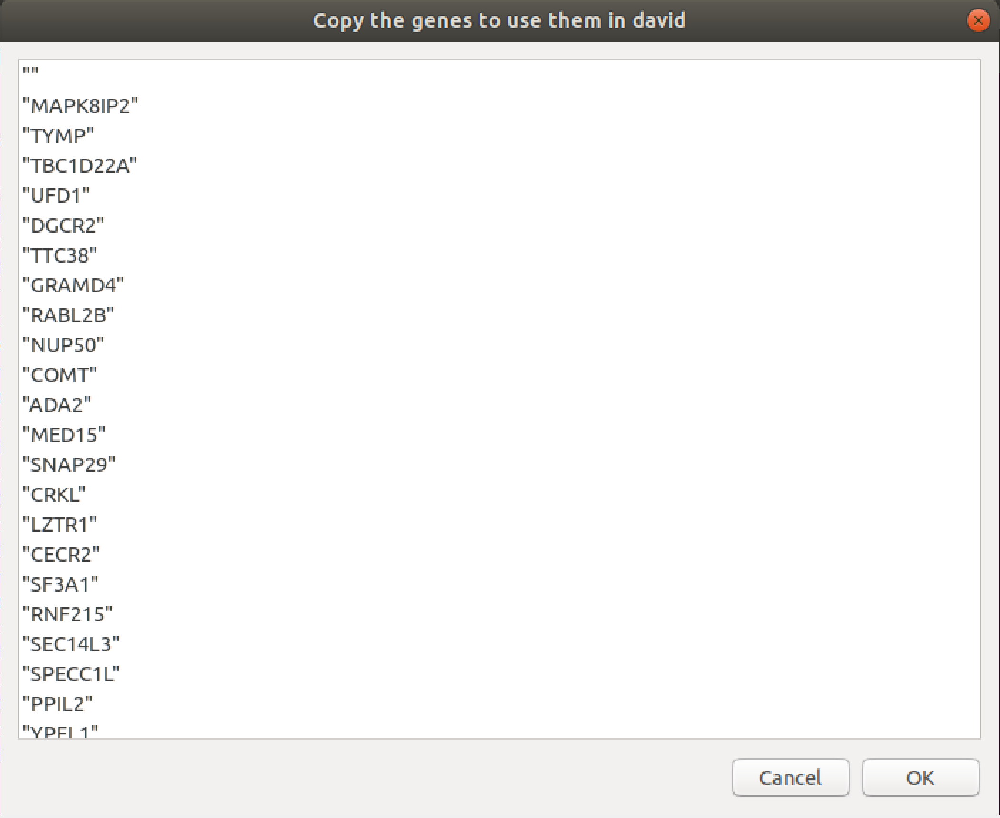 Copy the genes to use them in david
""
"MAPK8IP2"
"TYMP"
"TBC1D22A"
"UFD1"
"DGCR2"
"TTC38"
"GRAMD4"
"RABL2B"
"NUP50"
"COMT"
"ADA2"
"MED15"
"SNAP29"
"CRKL"
"LZTR1"
"CECR2"
"SF3A1"
"RNF215"
"SEC14L3"
"SPECC1L"
"PPIL2"
"YPEL1"
Cancel OK